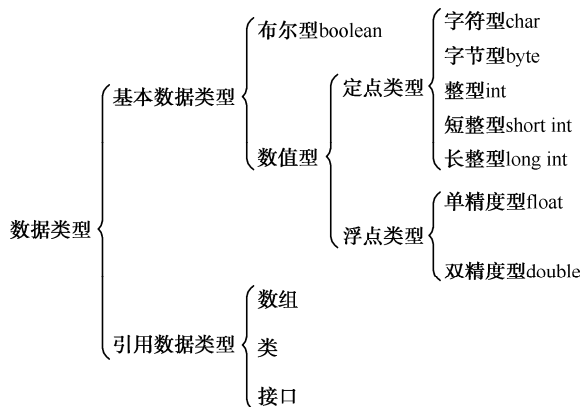 数据类型
基本数据类型
布尔型boolean
数值型
定点类型
字符型char
字节型byte
整型int
短整型short int
长整型long int
浮点类型
单精度型float
双精度型double
引用数据类型
数组
类
接口